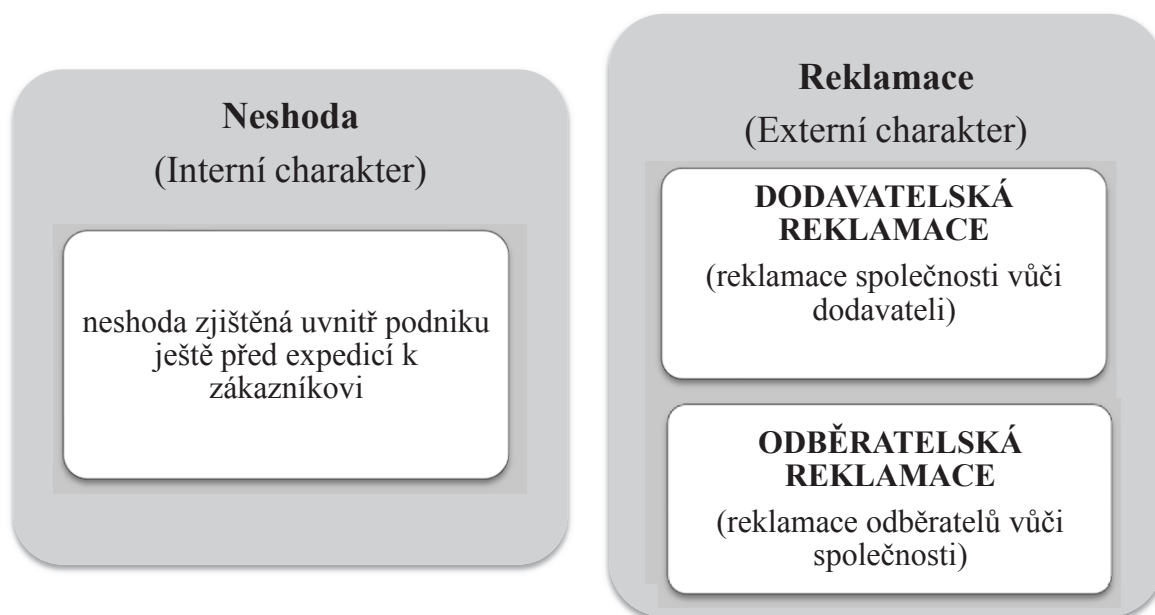 Neshoda
(Interní charakter)
neshoda zjištěná uvnitř podniku
ještě před expedicí k
zákazníkovi
Reklamace
(Externí charakter)
DODAVATELSKÁ
REKLAMACE
(reklamace společnosti vůči
dodavateli)
ODBĚRATELSKÁ
REKLAMACE
(reklamace odběratelů vůči
společnosti)